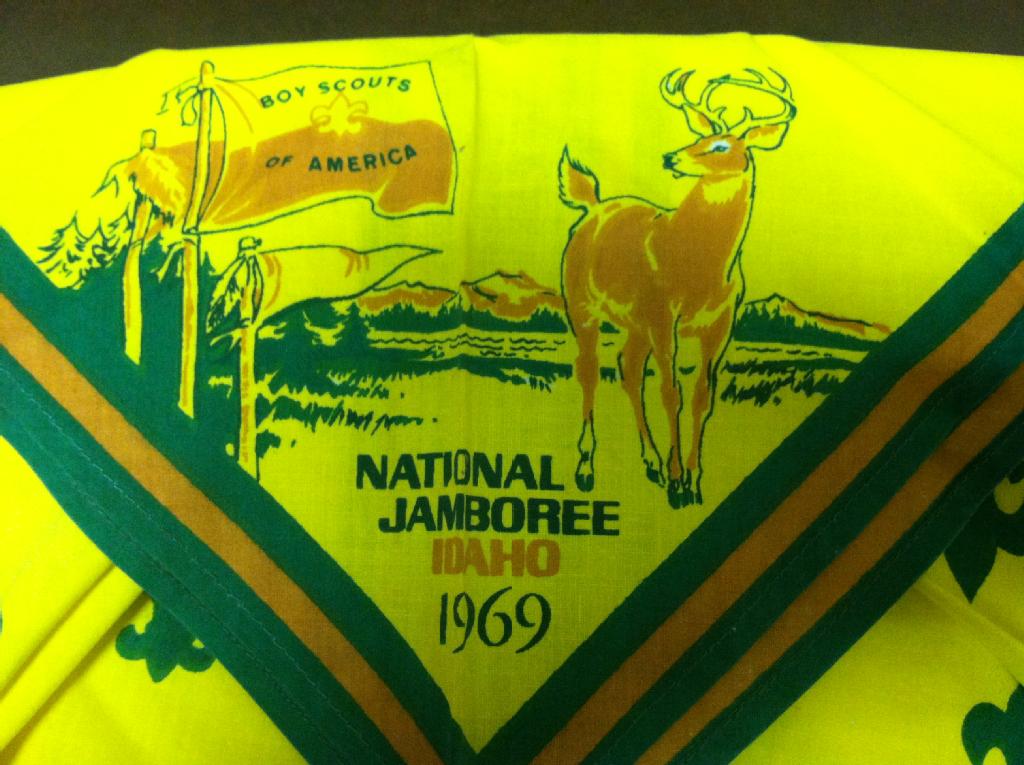 BOY SCOUTS
OF AMERICA
NATIONAL
JAMBOREE
IDAHO
1969